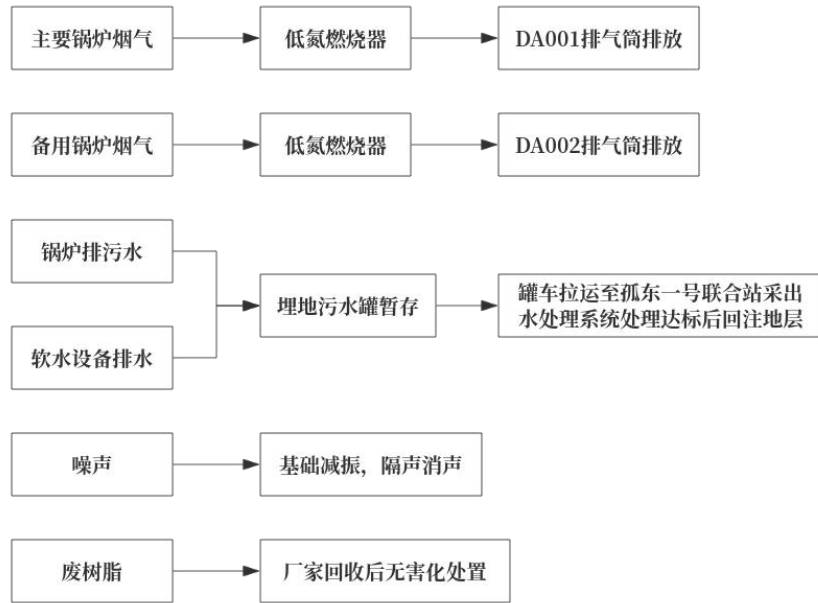 主要锅炉烟气
低氮燃烧器
DA001排气筒排放
备用锅炉烟气
低氮燃烧器
DA002排气筒排放
锅炉排污水
软水设备排水
埋地污水罐暂存
罐车拉运至孤东一号联合站采出
水处理系统处理达标后回注地层
噪声
基础减振，隔声消声
废树脂
厂家回收后无害化处置